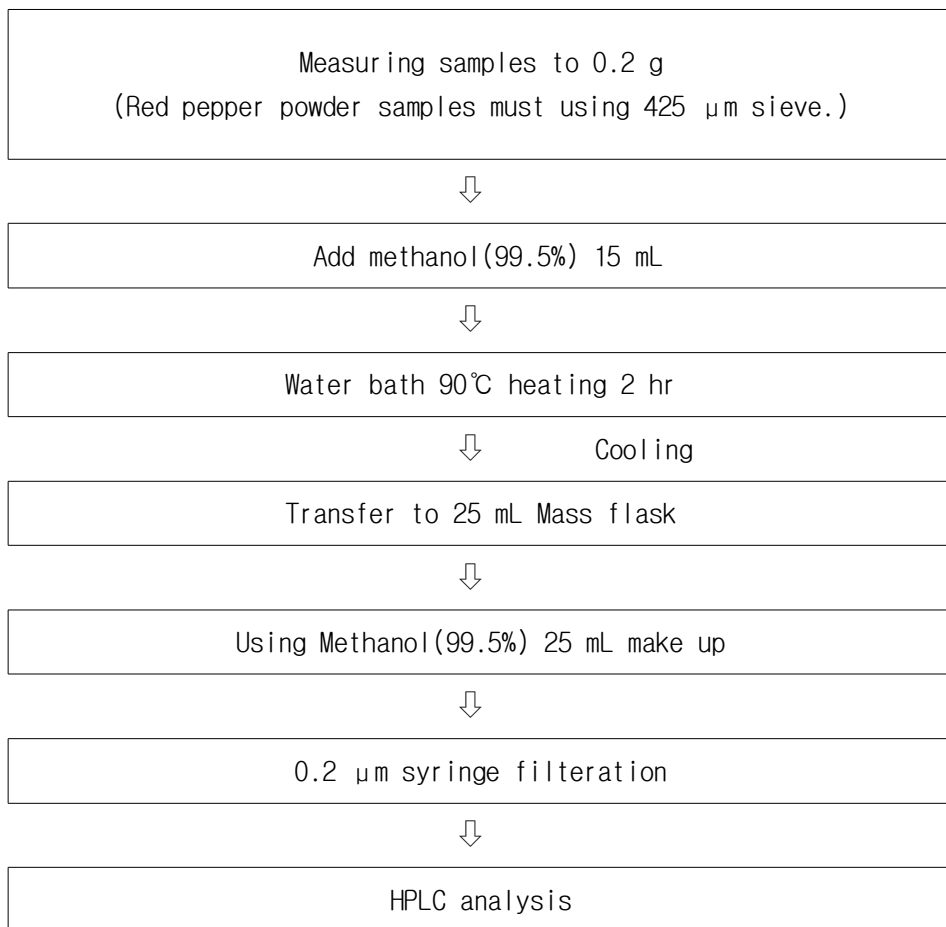 Measuring samples to 0.2 g
(Red pepper powder samples must using 425 μm sieve.)
⇩
Add methanol(99.5%) 15 mL
⇩
Water bath 90℃ heating 2 hr
⇩ Cooling
Transfer to 25 mL Mass flask
⇩
Using Methanol(99.5%) 25 mL make up
⇩
0.2 μm syringe filteration
⇩
HPLC analysis